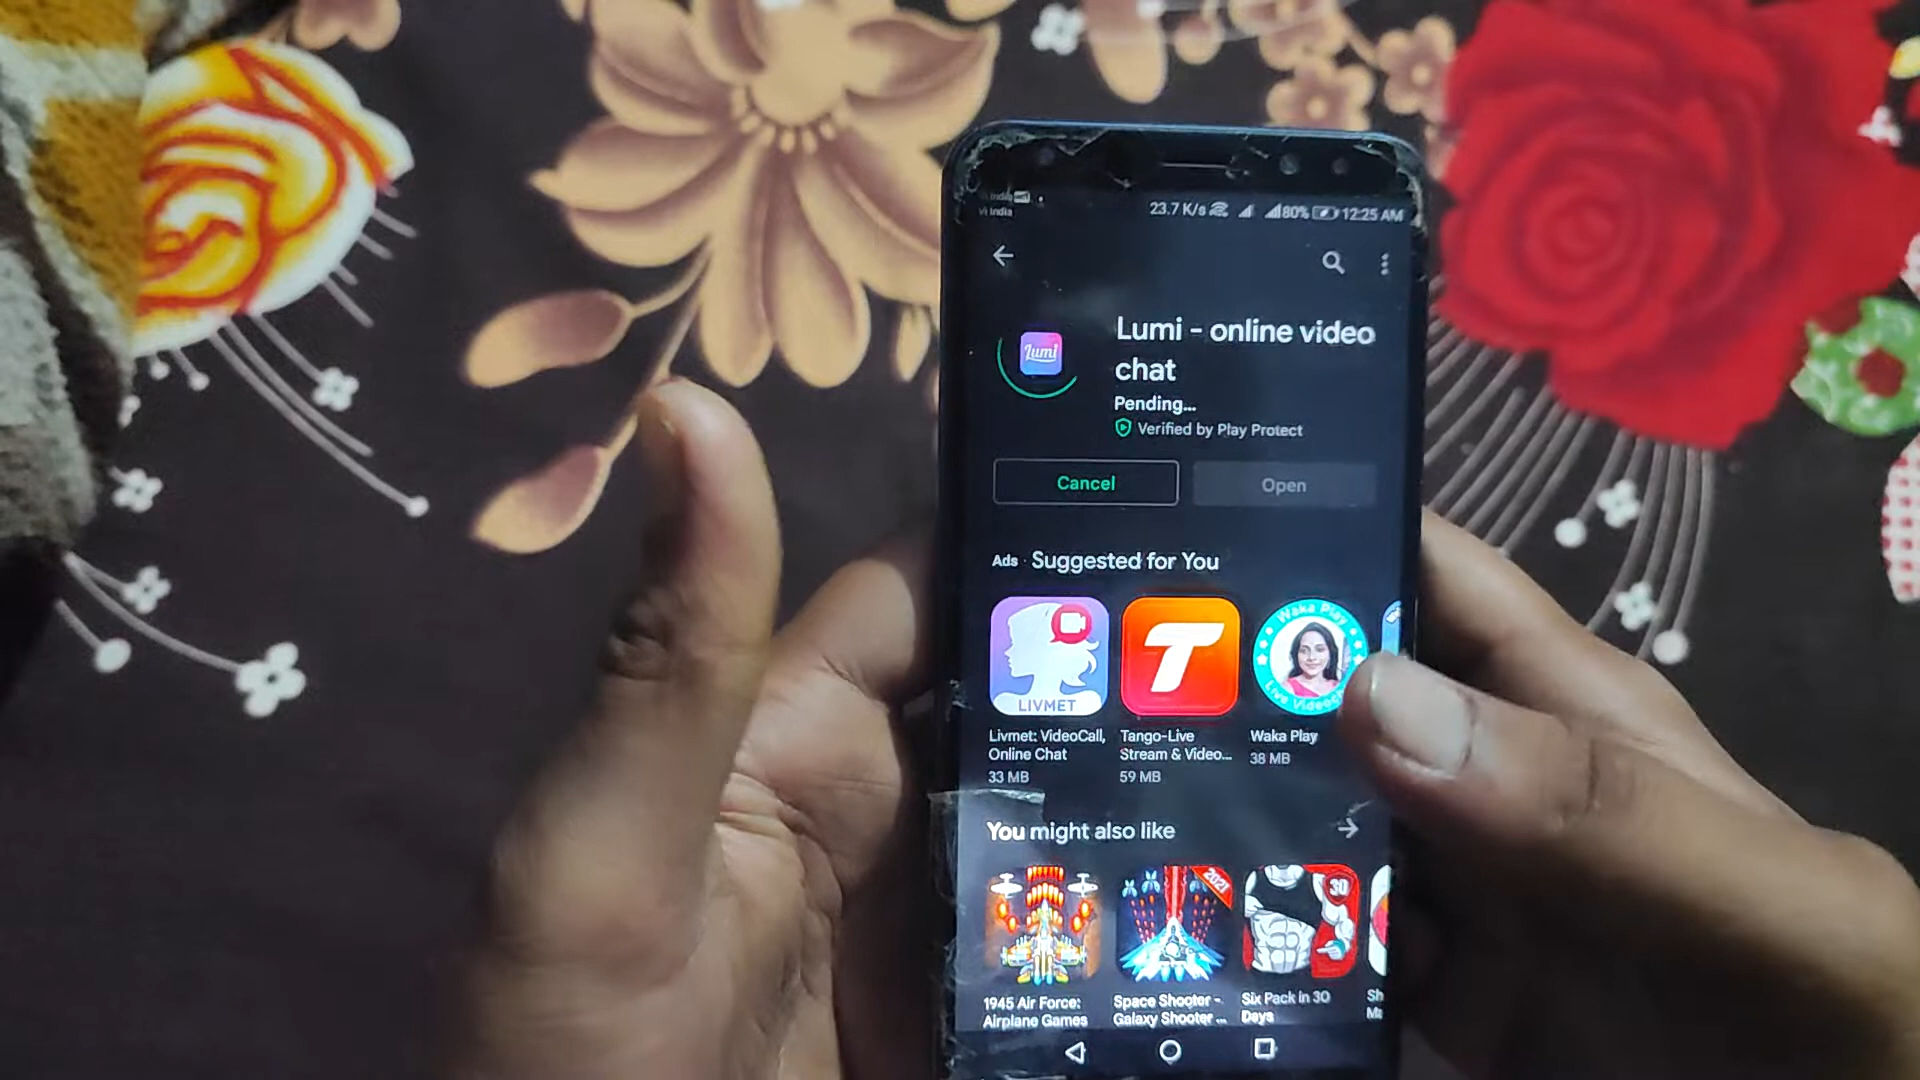 Vi India
23.7 K/s 80% 12:25 AM
Lumi
Lumi - online video
chat
Pending...
Verified by Play Protect
Cancel
Open
Ads · Suggested for You
LIVMET
T
Waka Play
Live Videoc
Livmet: VideoCall,
Online Chat
33 MB
Tango-Live
Stream & Video...
59 MB
Waka Play
38 MB
You might also like
2021
30
1945 Air Force:
Airplane Games
Space Shooter -
Galaxy Shooter ...
Six Pack in 30
Days
Sh